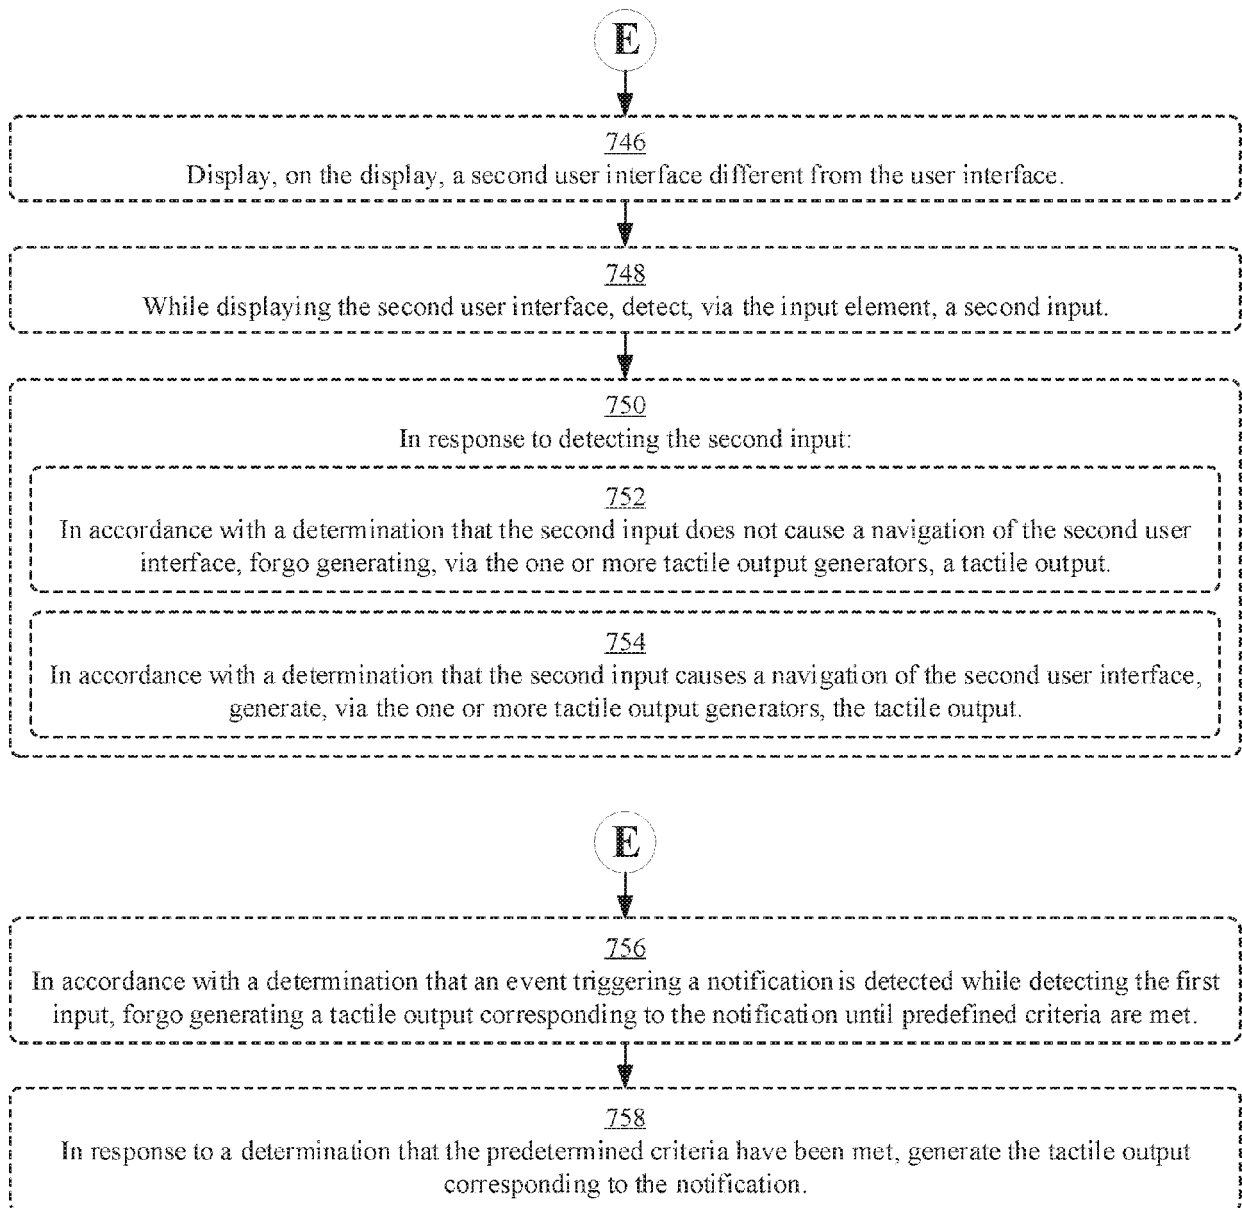 E
746
Display, on the display, a second user interface different from the user interface.
748
While displaying the second user interface, detect, via the input element, a second input.
750
In response to detecting the second input:
752
In accordance with a determination that the second input does not cause a navigation of the second user
interface, forgo generating, via the one or more tactile output generators, a tactile output.
754
In accordance with a determination that the second input causes a navigation of the second user interface,
generate, via the one or more tactile output generators, the tactile output.
E
756
In accordance with a determination that an event triggering a notification is detected while detecting the first
input, forgo generating a tactile output corresponding to the notification until predefined criteria are met.
758
In response to a determination that the predetermined criteria have been met, generate the tactile output
corresponding to the notification.